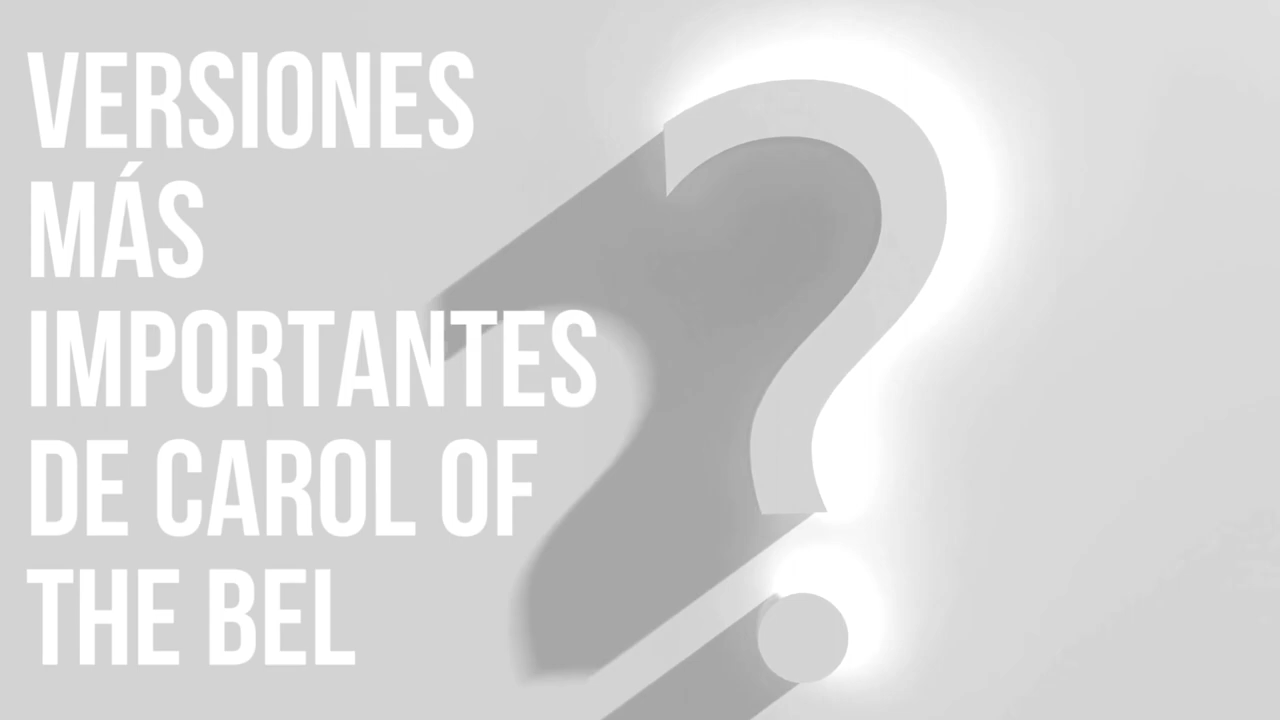 VERSIONES
MÁS
IMPORTANTES
DE CAROL OF
THE BEL